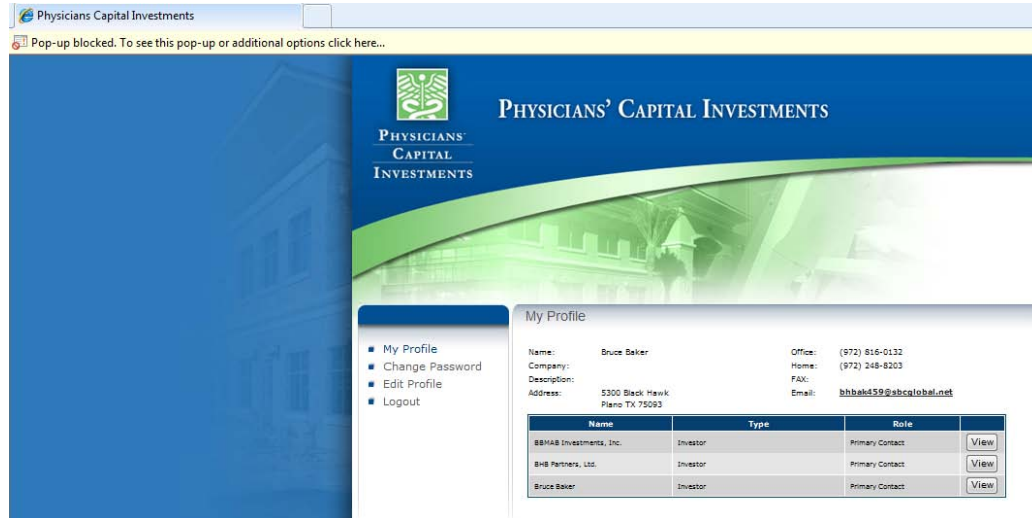 Physicians Capital Investments
Pop-up blocked. To see this pop-up or additional options click here...
PHYSICIANS' CAPITAL INVESTMENTS
PHYSICIANS'
CAPITAL
INVESTMENTS
My Profile
Change Password
Edit Profile
Logout
My Profile
Name: Bruce Baker Office: (972) 816-0132
Company: Home: (972) 248-8203
Description: FAX:
Address: 5300 Black Hawk Email: bhbak459@sbcglobal.net
Plano TX 75093
Name Type Role
BBMAB Investments, Inc. Investor Primary Contact View
BHB Partners, Ltd. Investor Primary Contact View
Bruce Baker Investor Primary Contact View